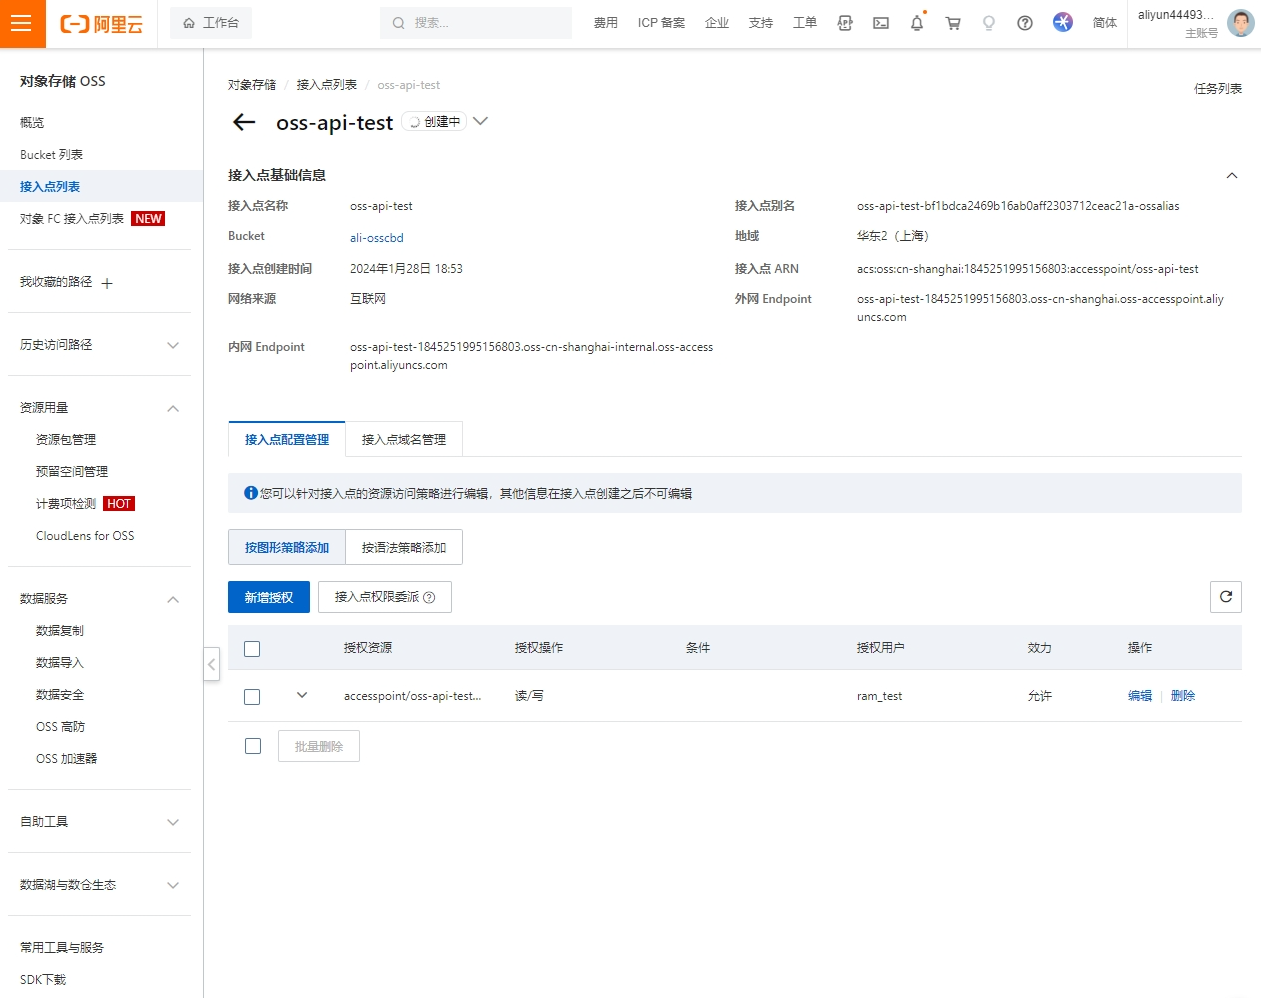 阿里云
工作台
搜索...
费用
ICP 备案
企业
支持
工单
简体
aliyun44493...
主账号
对象存储 OSS
概览
Bucket 列表
接入点列表
对象 FC 接入点列表 NEW
我收藏的路径
历史访问路径
资源用量
资源包管理
预留空间管理
计费项检测 HOT
CloudLens for OSS
数据服务
数据复制
数据导入
数据安全
OSS 高防
OSS 加速器
自助工具
数据湖与数仓生态
常用工具与服务
SDK下载
对象存储 / 接入点列表 / oss-api-test
任务列表
oss-api-test 创建中
接入点基础信息
接入点名称 oss-api-test
接入点别名 oss-api-test-bf1bdca2469b16ab0aff2303712ceac21a-ossalias
Bucket ali-osscbd
地域 华东2（上海）
接入点创建时间 2024年1月28日 18:53
接入点 ARN acs:oss:cn-shanghai:1845251995156803:accesspoint/oss-api-test
网络来源 互联网
外网 Endpoint oss-api-test-1845251995156803.oss-cn-shanghai.oss-accesspoint.aliy
uncs.com
内网 Endpoint oss-api-test-1845251995156803.oss-cn-shanghai-internal.oss-access
point.aliyuncs.com
接入点配置管理
接入点域名管理
您可以针对接入点的资源访问策略进行编辑，其他信息在接入点创建之后不可编辑
按图形策略添加
按语法策略添加
新增授权
接入点权限委派
授权资源 授权操作 条件 授权用户 效力 操作
accesspoint/oss-api-test... 读/写 ram_test 允许 编辑 | 删除
批量删除